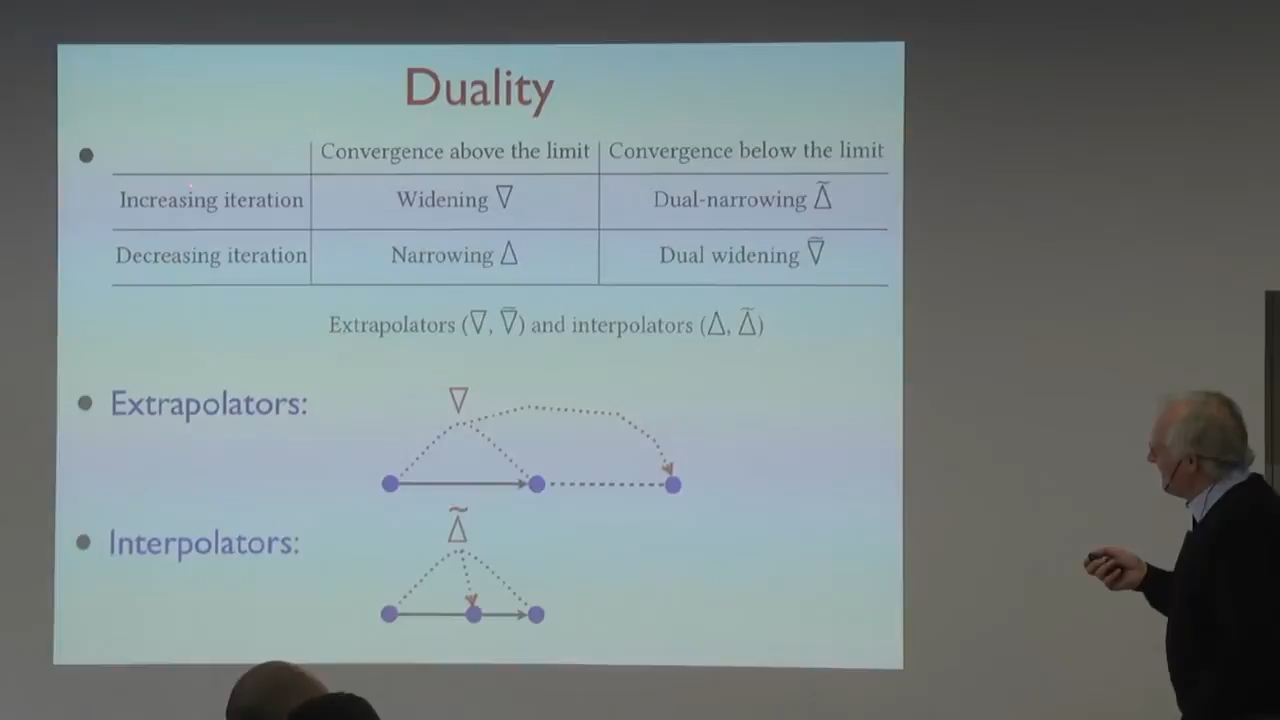 Duality
Convergence above the limit Convergence below the limit
Increasing iteration Widening ∇ Dual-narrowing Δ̃
Decreasing iteration Narrowing Δ Dual widening ∇̃
Extrapolators (∇, ∇̃) and interpolators (Δ, Δ̃)
• Extrapolators:
∇
• Interpolators:
Δ̃